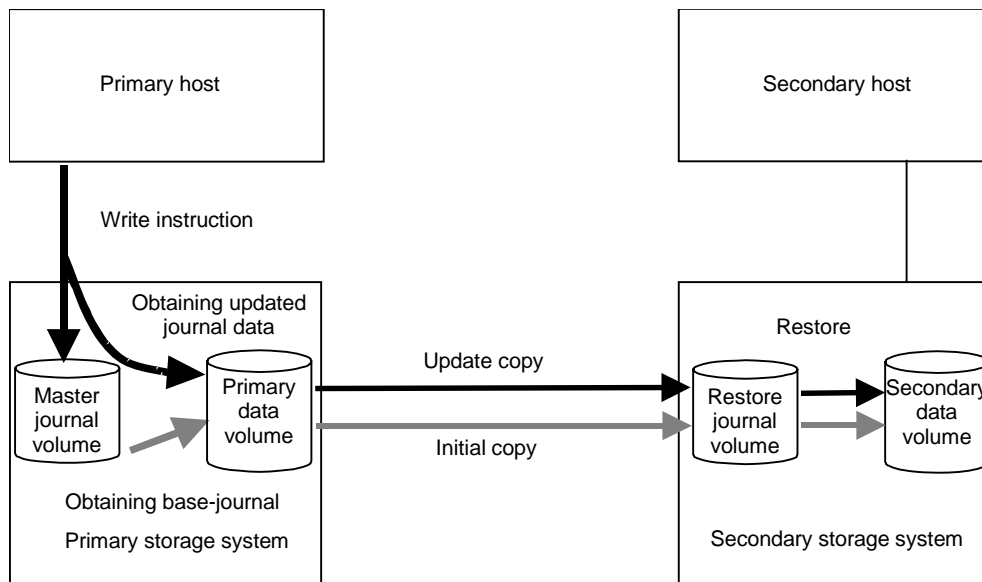 Primary host
Secondary host
Write instruction
Obtaining updated
journal data
Restore
Update copy
Master
journal
volume
Primary
data
volume
Restore
journal
volume
Secondary
data
volume
Initial copy
Obtaining base-journal
Primary storage system
Secondary storage system